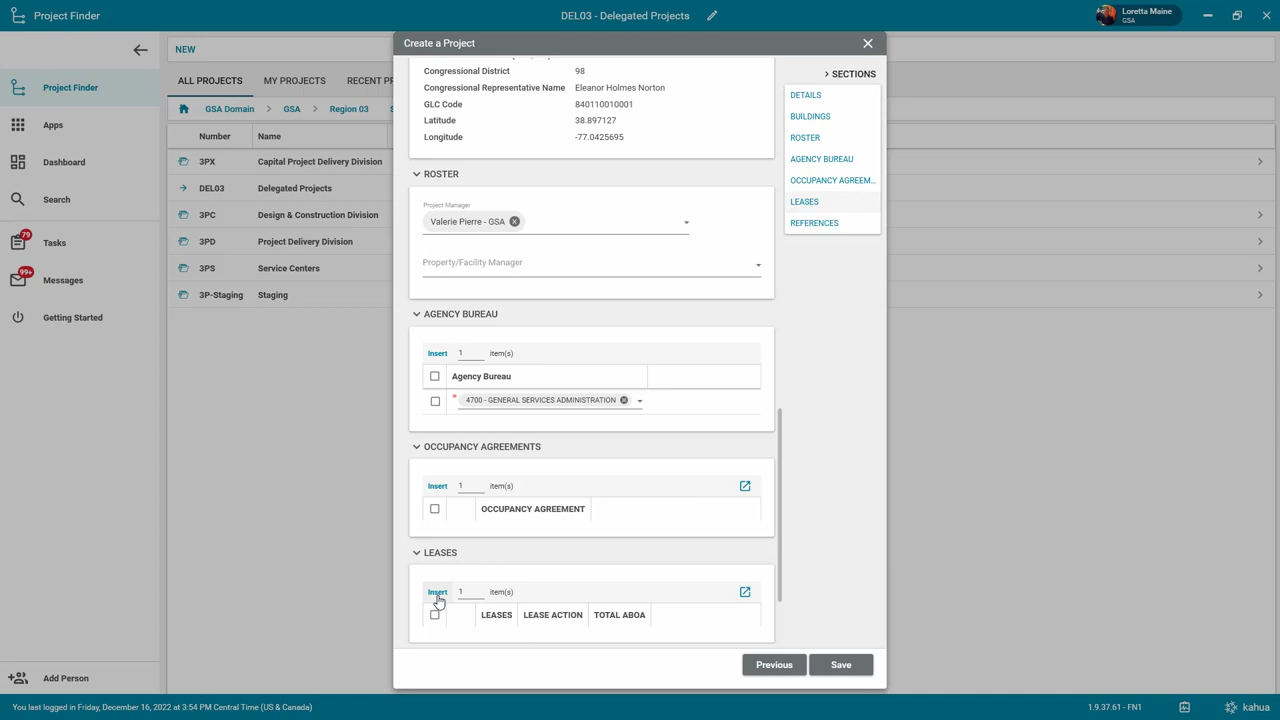 Project Finder
DEL03 - Delegated Projects
Loretta Maine
GSA
Project Finder
Apps
Dashboard
Search
79
Tasks
99+
Messages
Getting Started
Add Person
NEW
ALL PROJECTS
MY PROJECTS
RECENT PR
GSA Domain
GSA
Region 03
Number
Name
3PX
Capital Project Delivery Division
DEL03
Delegated Projects
3PC
Design & Construction Division
3PD
Project Delivery Division
3PS
Service Centers
3P-Staging
Staging
Create a Project
Congressional District
98
Congressional Representative Name
Eleanor Holmes Norton
GLC Code
840110010001
Latitude
38.897127
Longitude
-77.0425695
ROSTER
Project Manager
Valerie Pierre - GSA
Property/Facility Manager
AGENCY BUREAU
Insert 1 item(s)
Agency Bureau
* 4700 - GENERAL SERVICES ADMINISTRATION
OCCUPANCY AGREEMENTS
Insert 1 item(s)
OCCUPANCY AGREEMENT
LEASES
Insert 1 item(s)
LEASES
LEASE ACTION
TOTAL ABOA
Previous
Save
SECTIONS
DETAILS
BUILDINGS
ROSTER
AGENCY BUREAU
OCCUPANCY AGREEM...
LEASES
REFERENCES
You last logged in Friday, December 16, 2022 at 3:54 PM Central Time (US & Canada)
1.9.37.61 - FN1
kahua